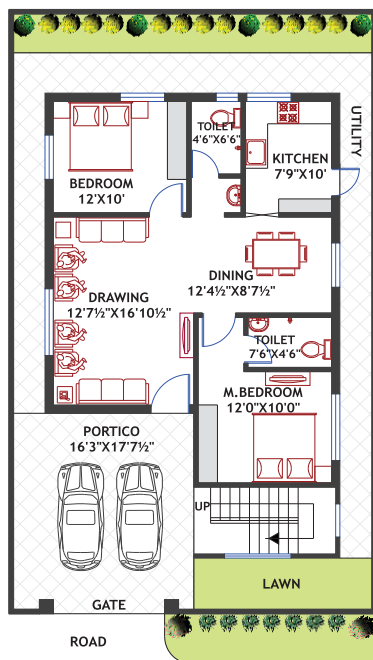 TOILET
4'6"X6'6"
UTILITY
KITCHEN
7'9"X10'
BEDROOM
12'X10'
DINING
12'4½"X8'7½"
DRAWING
12'7½"X16'10½"
TOILET
7'6"X4'6"
M.BEDROOM
12'0"X10'0"
PORTICO
16'3"X17'7½"
UP
LAWN
GATE
ROAD